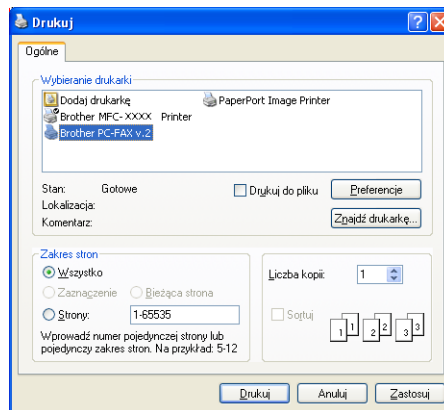 Drukuj
Ogólne
Wybieranie drukarki
Dodaj drukarkę
PaperPort Image Printer
Brother MFC-XXXX Printer
Brother PC-FAX v.2
Stan: Gotowe
Drukuj do pliku
Preferencje
Lokalizacja:
Komentarz:
Znajdź drukarkę...
Zakres stron
Wszystko
Liczba kopii: 1
Zaznaczenie
Bieżąca strona
Strony: 1-65535
Sortuj
Wprowadź numer pojedynczej strony lub
pojedynczy zakres stron. Na przykład: 5-12
1 1 2 2 3 3
Drukuj
Anuluj
Zastosuj